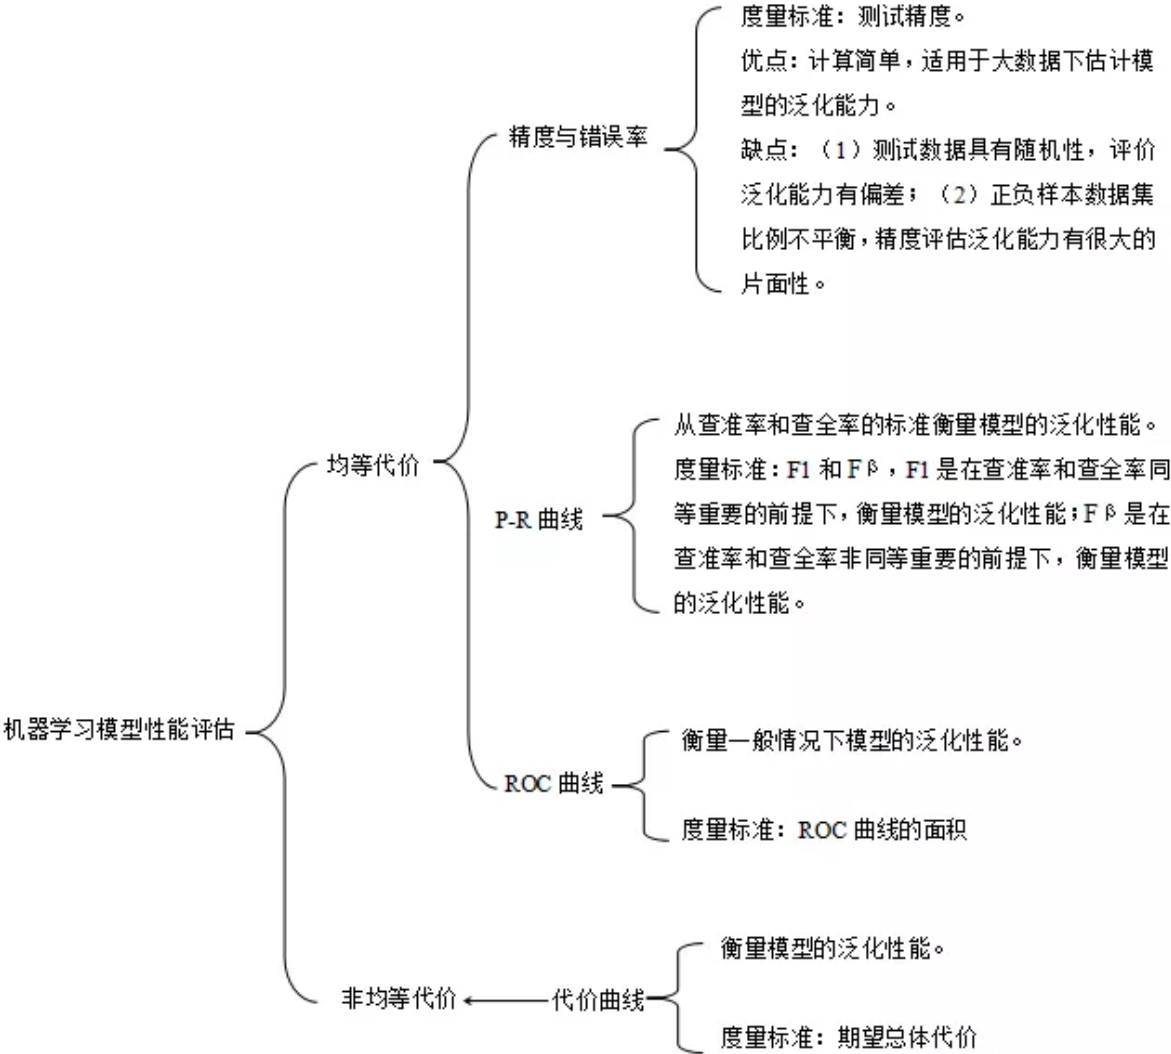 度量标准：测试精度。
优点：计算简单，适用于大数据下估计模
型的泛化能力。
精度与错误率
缺点：（1）测试数据具有随机性，评价
泛化能力有偏差；（2）正负样本数据集
比例不平衡，精度评估泛化能力有很大的
片面性。
均等代价
从查准率和查全率的标准衡量模型的泛化性能。
度量标准：F1和Fβ，F1是在查准率和查全率同
等重要的前提下，衡量模型的泛化性能；Fβ是在
P-R 曲线
查准率和查全率非同等重要的前提下，衡量模型
的泛化性能。
机器学习模型性能评估
衡量一般情况下模型的泛化性能。
ROC 曲线
度量标准：ROC 曲线的面积
衡量模型的泛化性能。
非均等代价
代价曲线
度量标准：期望总体代价